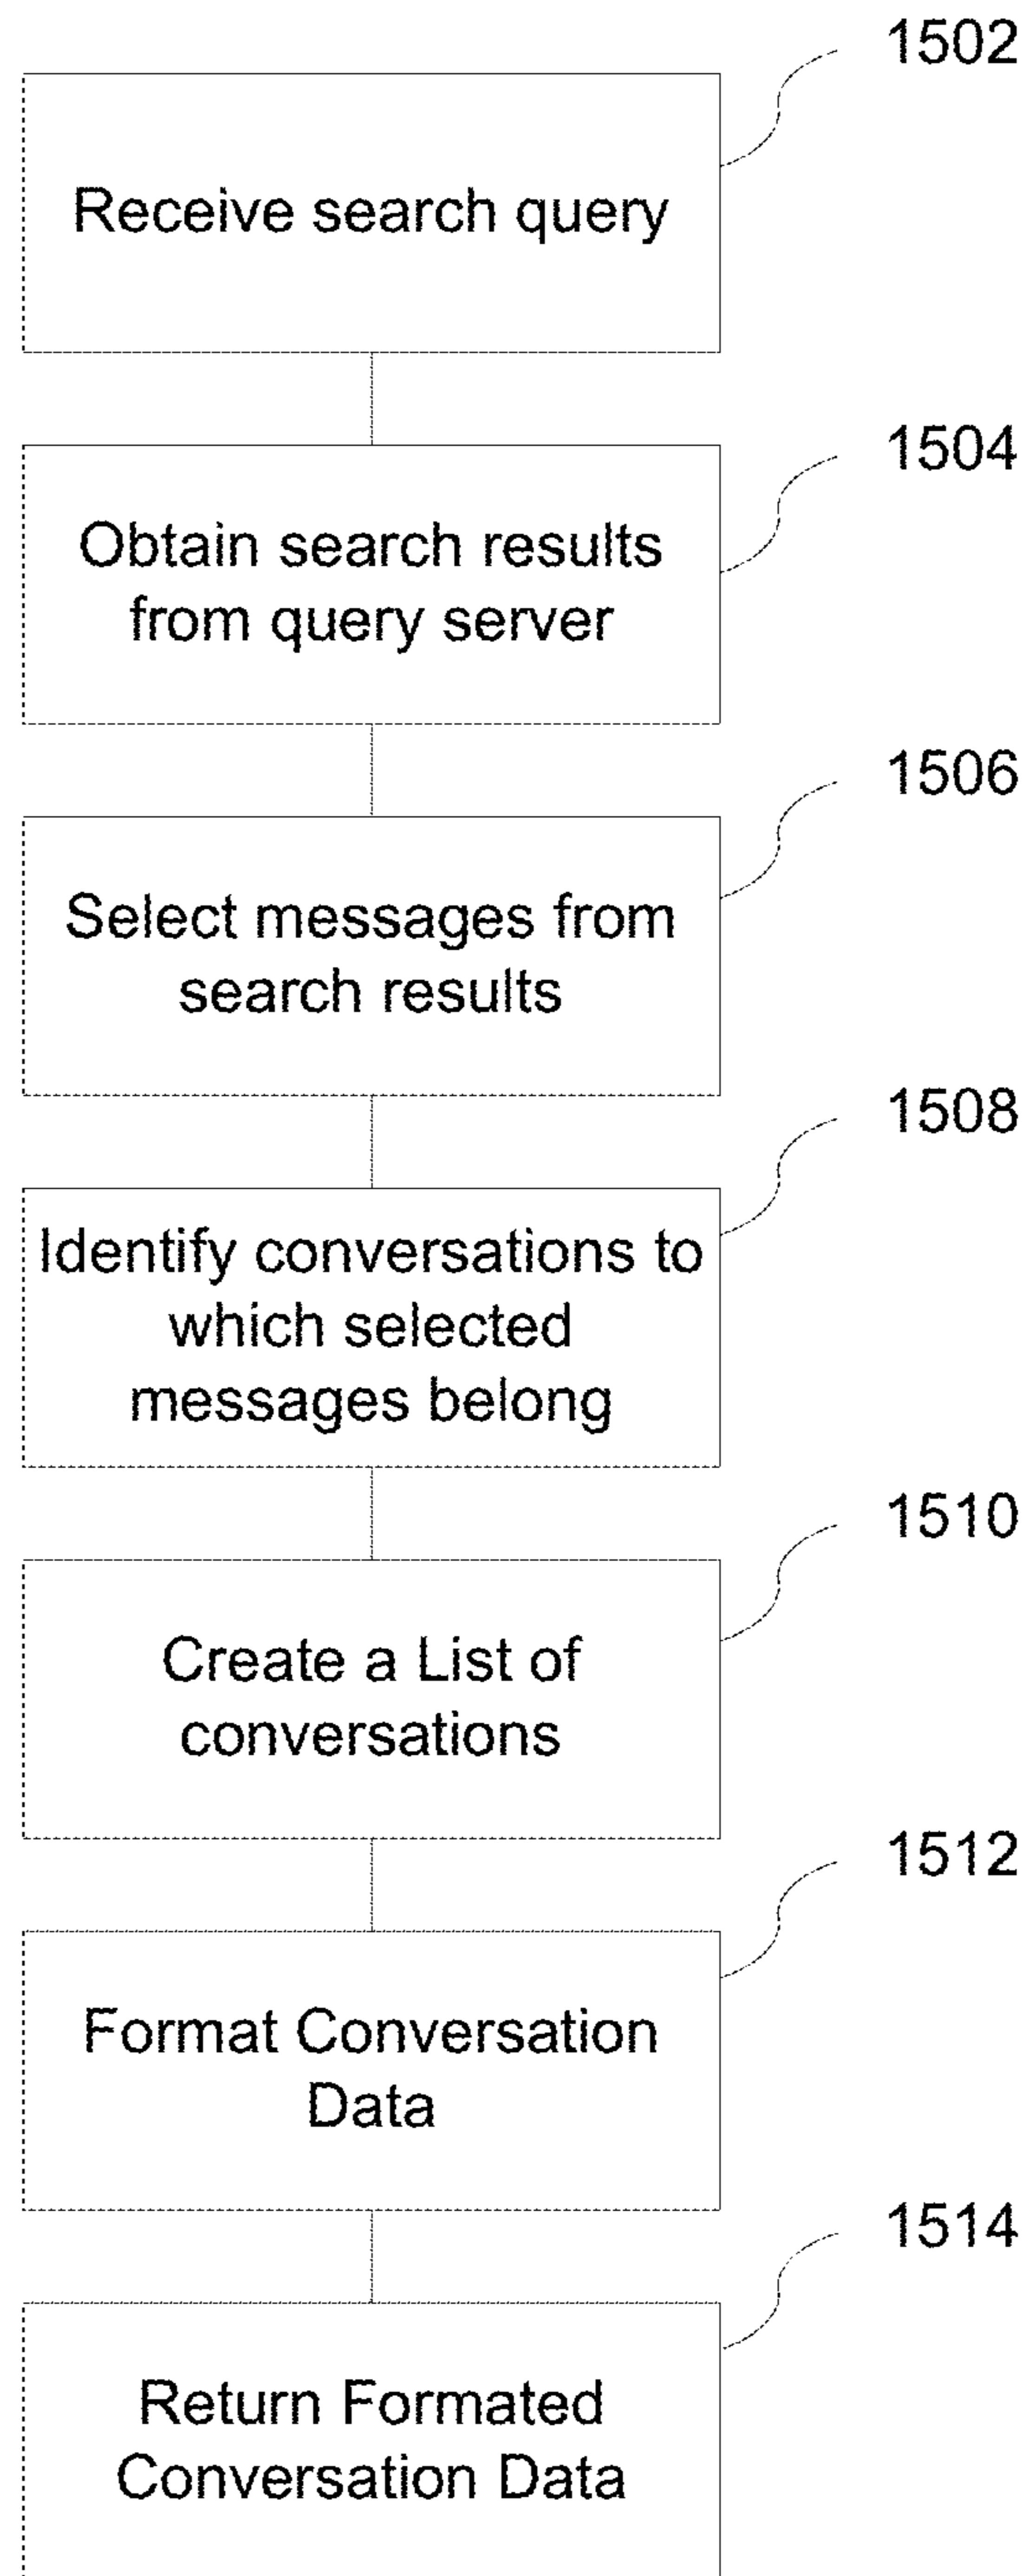 1502
Receive search query
1504
Obtain search results
from query server
1506
Select messages from
search results
1508
Identify conversations to
which selected
messages belong
1510
Create a List of
conversations
1512
Format Conversation
Data
1514
Return Formated
Conversation Data